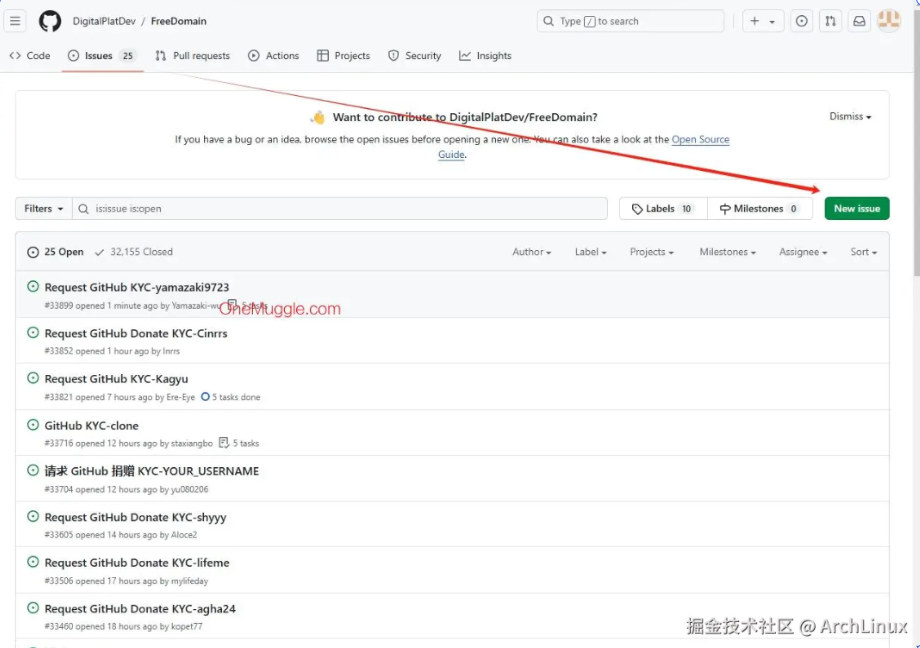 DigitalPlatDev / FreeDomain
Type / to search
Code Issues 25 Pull requests Actions Projects Security Insights
Want to contribute to DigitalPlatDev/FreeDomain?
Dismiss
If you have a bug or an idea, browse the open issues before opening a new one. You can also take a look at the Open Source
Guide.
Filters is:issue is:open Labels 10 Milestones 0 New issue
25 Open 32,155 Closed Author Label Projects Milestones Assignee Sort
Request GitHub KYC-yamazaki9723
#33899 opened 1 minute ago by Yamazaki-wu 5 tasks
OneMuggle.com
Request GitHub Donate KYC-Cinrrs
#33852 opened 1 hour ago by Inrrs
Request GitHub KYC-Kagyu
#33821 opened 7 hours ago by Ere-Eye 5 tasks done
GitHub KYC-clone
#33716 opened 12 hours ago by staxiangbo 5 tasks
请求 GitHub 捐赠 KYC-YOUR_USERNAME
#33704 opened 12 hours ago by yu080206
Request GitHub Donate KYC-shyyy
#33605 opened 14 hours ago by Aloce2
Request GitHub Donate KYC-lifeme
#33506 opened 17 hours ago by mylifeday
Request GitHub Donate KYC-agha24
#33460 opened 18 hours ago by kopet77
掘金技术社区 @ ArchLinux